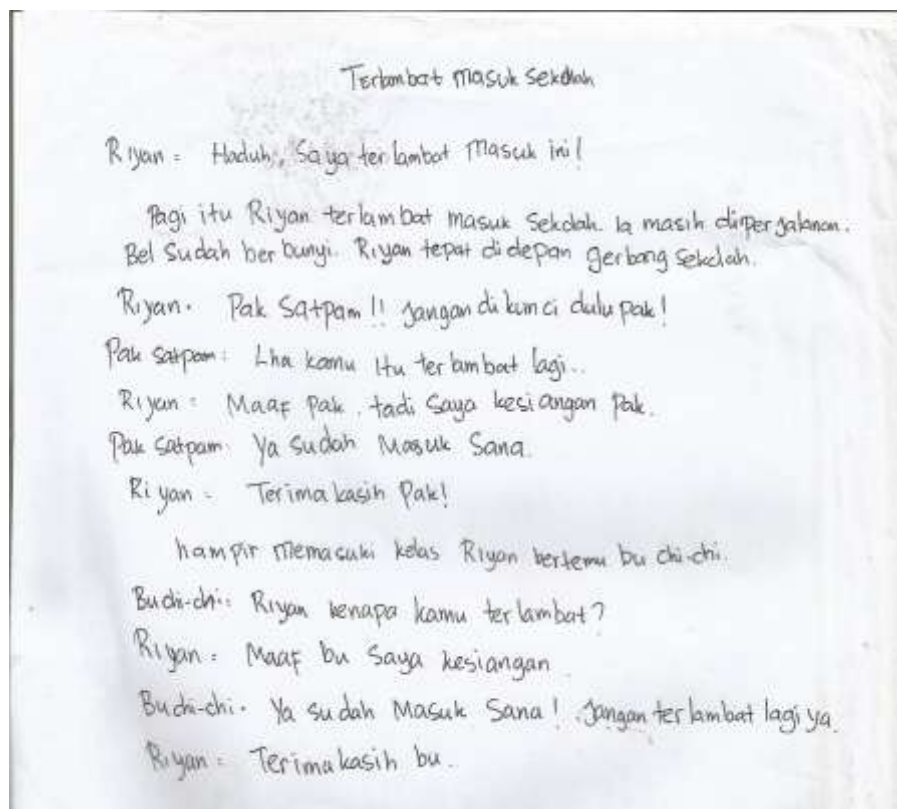 Terlambat masuk sekolah
Riyan : Haduh, saya terlambat masuk ini!
Pagi itu Riyan terlambat masuk sekolah. Ia masih diperjalanan.
Bel sudah berbunyi. Riyan tepat didepan gerbang sekolah.
Riyan. Pak Satpam!! Jangan dikunci dulu pak!
Pak satpam : Lha kamu itu terlambat lagi..
Riyan : Maaf Pak. tadi saya kesiangan Pak.
Pak satpam. Ya sudah Masuk Sana.
Riyan : Terima kasih Pak!
hampir memasuki kelas Riyan bertemu bu chi-chi.
Bu chi-chi : Riyan kenapa kamu terlambat?
Riyan : Maaf bu saya kesiangan
Bu chi-chi. Ya sudah Masuk Sana! Jangan terlambat lagi ya.
Riyan : Terimakasih bu.